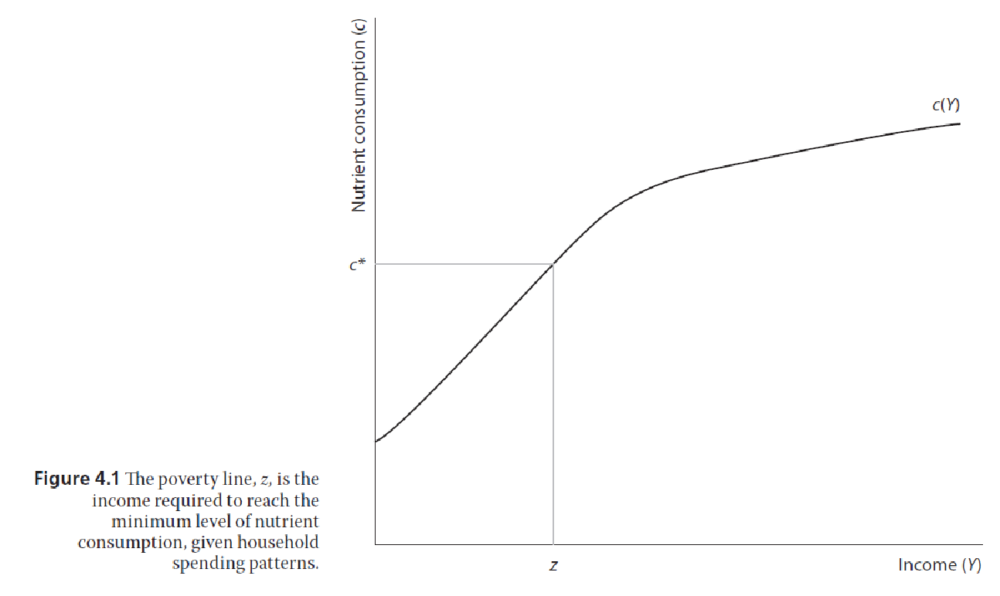 Nutrient consumption (c)
c(Y)
c*
z
Income (Y)
Figure 4.1 The poverty line, z, is the
income required to reach the
minimum level of nutrient
consumption, given household
spending patterns.